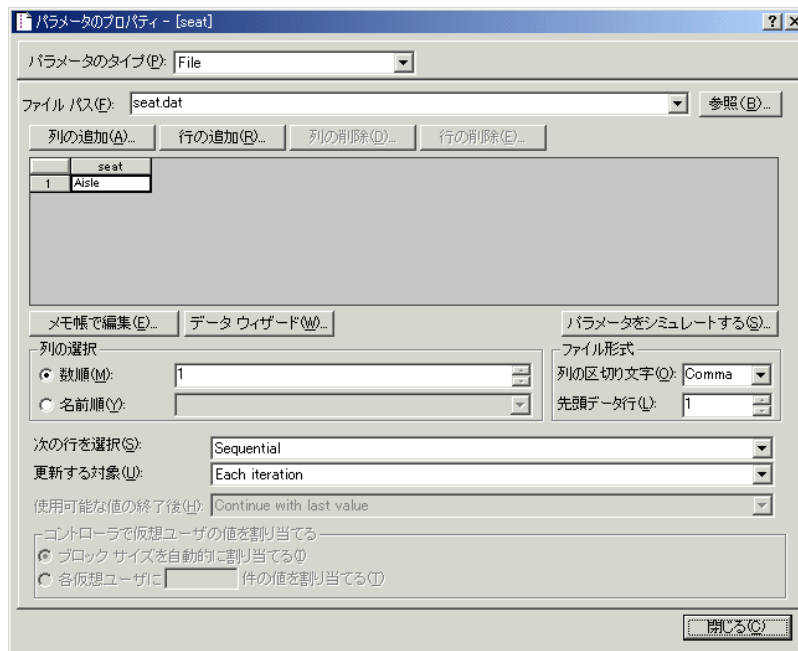 パラメータのプロパティ - [seat]
パラメータのタイプ(P): File
ファイル パス(F): seat.dat 参照(B)...
列の追加(A)... 行の追加(R)... 列の削除(D)... 行の削除(E)...
seat
1 Aisle
メモ帳で編集(E)... データ ウィザード(W)... パラメータをシミュレートする(S)...
列の選択 ファイル形式
数順(M): 1 列の区切り文字(O): Comma
名前順(Y): 先頭データ行(L): 1
次の行を選択(S): Sequential
更新する対象(U): Each iteration
使用可能な値の終了後(H): Continue with last value
コントローラで仮想ユーザの値を割り当てる
ブロック サイズを自動的に割り当てる(I)
各仮想ユーザに 件の値を割り当てる(T)
閉じる(C)